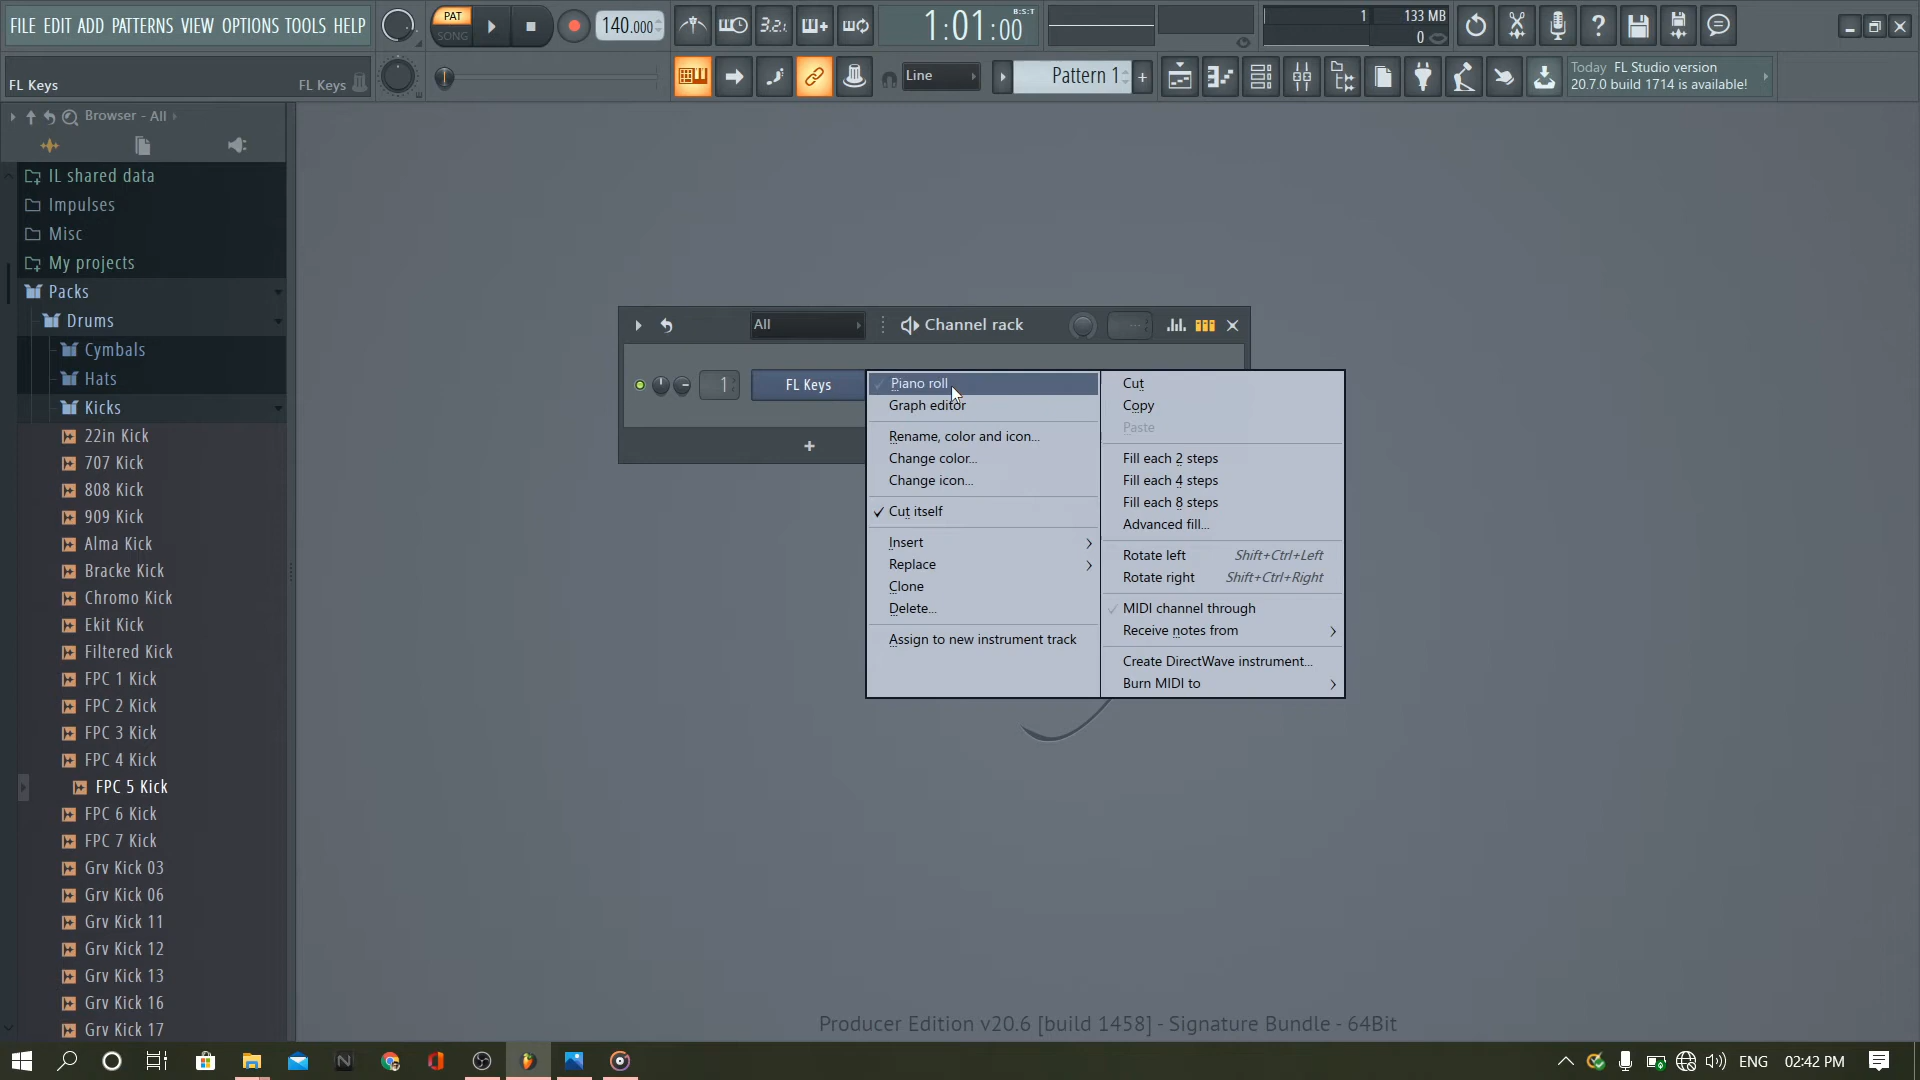 FILE EDIT ADD PATTERNS VIEW OPTIONS TOOLS HELP
PAT
SONG
140.000
3.2.
1:01:00
B:S:T
1
133 MB
0
FL Keys
FL Keys
Line
Pattern 1
Today FL Studio version
20.7.0 build 1714 is available!
Browser - All
IL shared data
Impulses
Misc
My projects
Packs
Drums
Cymbals
Hats
Kicks
22in Kick
707 Kick
808 Kick
909 Kick
Alma Kick
Bracke Kick
Chromo Kick
Ekit Kick
Filtered Kick
FPC 1 Kick
FPC 2 Kick
FPC 3 Kick
FPC 4 Kick
FPC 5 Kick
FPC 6 Kick
FPC 7 Kick
Grv Kick 03
Grv Kick 06
Grv Kick 11
Grv Kick 12
Grv Kick 13
Grv Kick 16
Grv Kick 17
All
Channel rack
1
FL Keys
+
Piano roll
Graph editor
Rename, color and icon...
Change color...
Change icon...
Cut itself
Insert
Replace
Clone
Delete...
Assign to new instrument track
Cut
Copy
Paste
Fill each 2 steps
Fill each 4 steps
Fill each 8 steps
Advanced fill...
Rotate left Shift+Ctrl+Left
Rotate right Shift+Ctrl+Right
MIDI channel through
Receive notes from
Create DirectWave instrument...
Burn MIDI to
Producer Edition v20.6 [build 1458] - Signature Bundle - 64Bit
ENG
02:42 PM